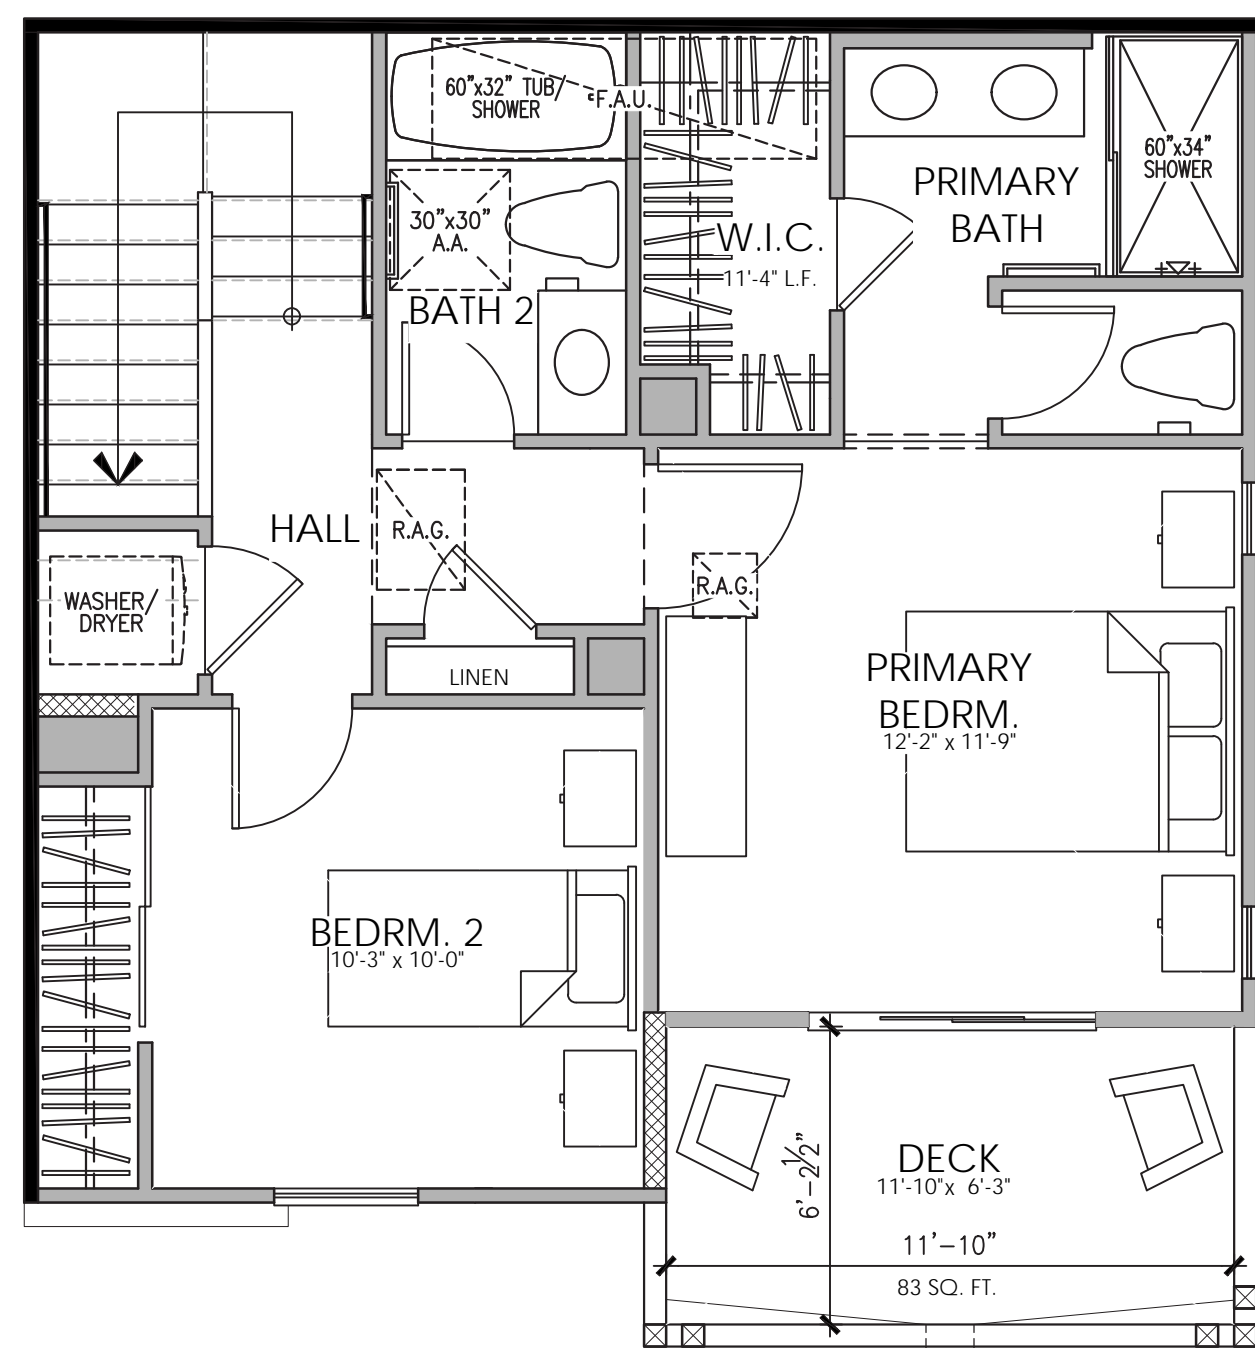 60"x32" TUB/
SHOWER
F.A.U.
60"x34"
SHOWER
PRIMARY
BATH
30"x30"
A.A.
W.I.C.
11'-4" L.F.
BATH 2
HALL
R.A.G.
R.A.G.
WASHER/
DRYER
LINEN
PRIMARY
BEDRM.
12'-2" x 11'-9"
BEDRM. 2
10'-3" x 10'-0"
6'-2½"
DECK
11'-10"x 6'-3"
11'-10"
83 SQ. FT.